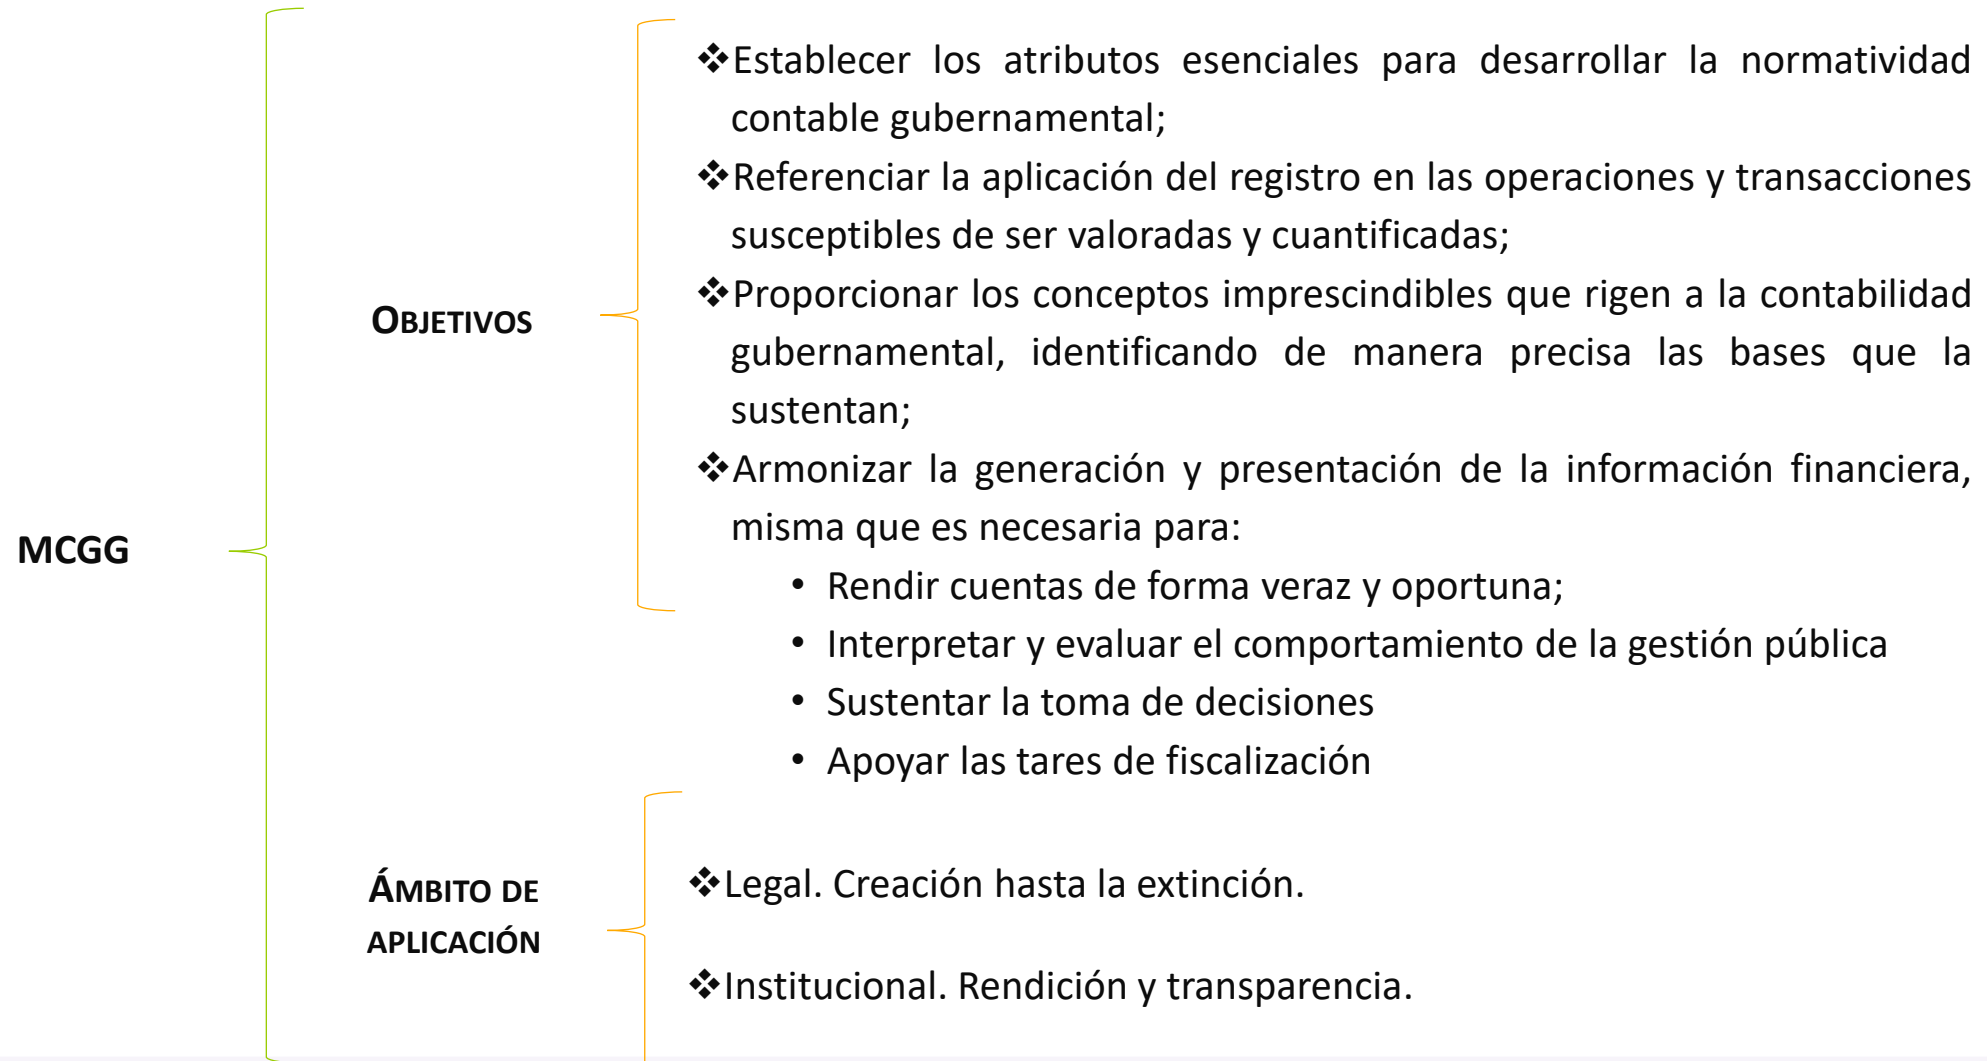 MCGG
OBJETIVOS
❖Establecer los atributos esenciales para desarrollar la normatividad
contable gubernamental;
❖Referenciar la aplicación del registro en las operaciones y transacciones
susceptibles de ser valoradas y cuantificadas;
❖Proporcionar los conceptos imprescindibles que rigen a la contabilidad
gubernamental, identificando de manera precisa las bases que la
sustentan;
❖Armonizar la generación y presentación de la información financiera,
misma que es necesaria para:
• Rendir cuentas de forma veraz y oportuna;
• Interpretar y evaluar el comportamiento de la gestión pública
• Sustentar la toma de decisiones
• Apoyar las tares de fiscalización
ÁMBITO DE
APLICACIÓN
❖Legal. Creación hasta la extinción.
❖Institucional. Rendición y transparencia.